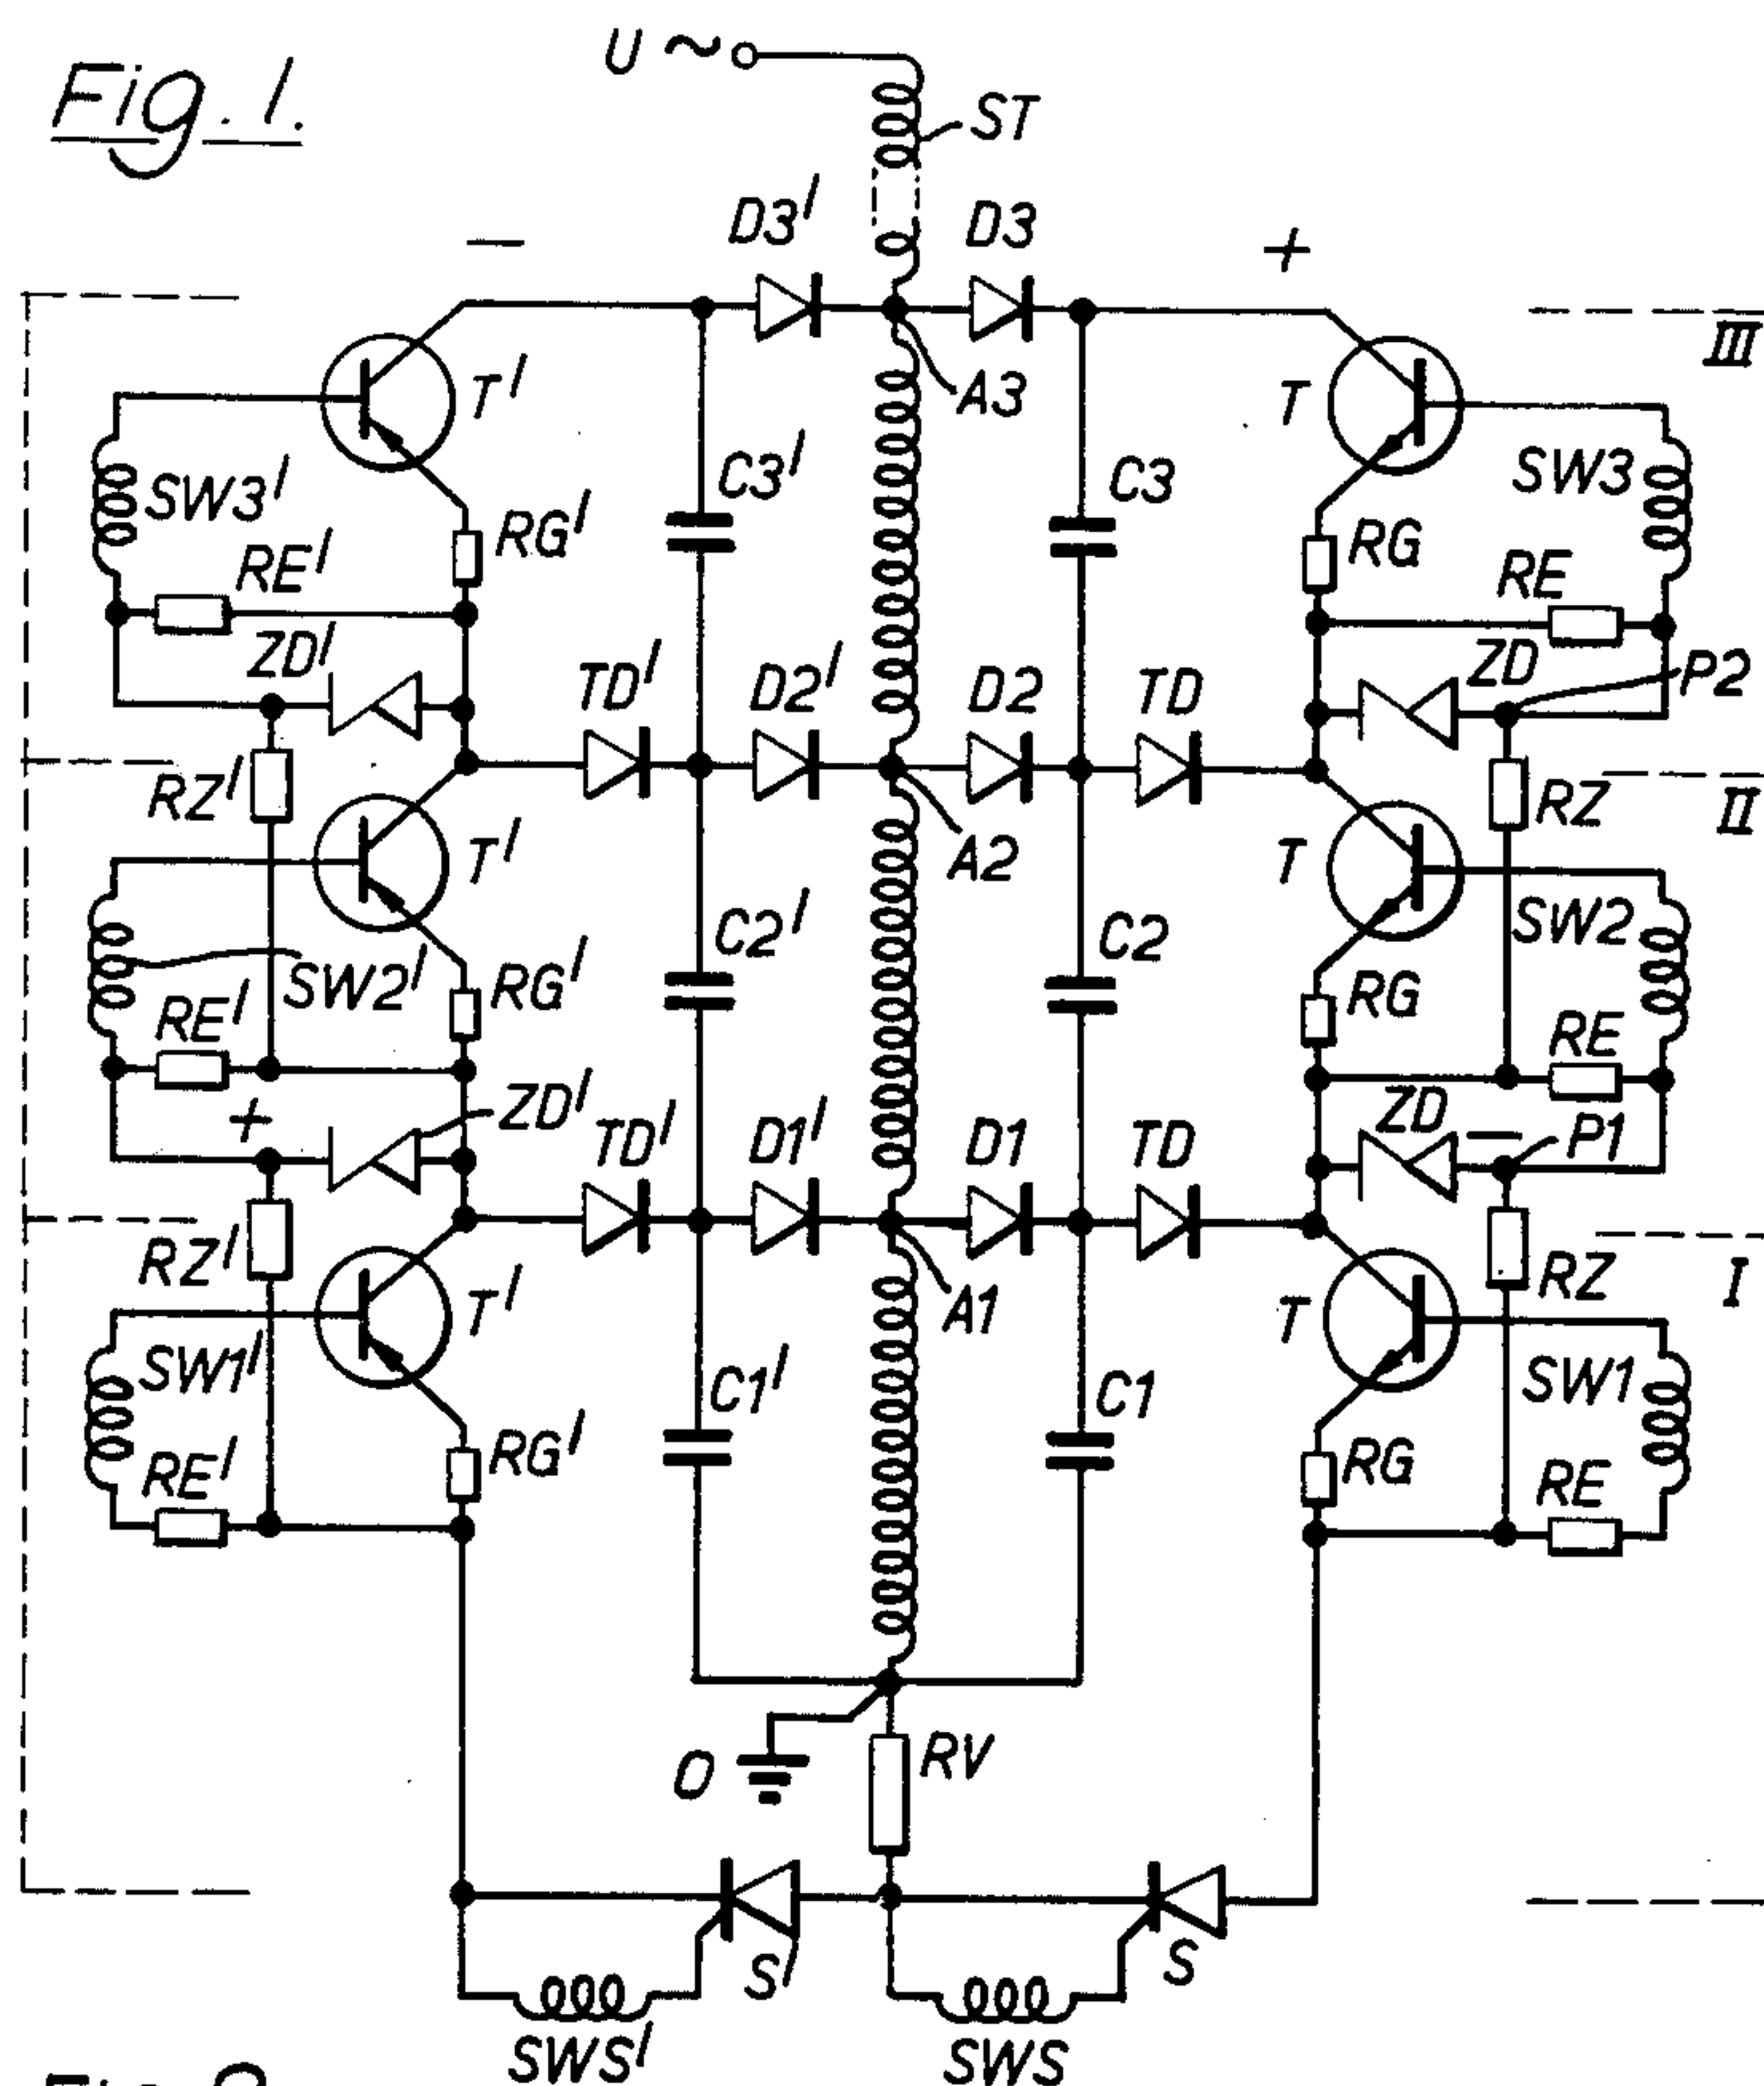 Fig. 1.
U ~
ST
D3'
D3
−
+
III
T'
A3
T
SW3'
C3'
C3
SW3
RG'
RG
RE'
RE
ZD'
ZD
P2
TD'
D2'
D2
TD
RZ'
RZ
II
T'
A2
T
C2'
C2
SW2
SW2'
RG'
RG
RE'
RE
+
ZD'
ZD
−
P1
TD'
D1'
D1
TD
RZ'
RZ
I
T'
A1
T
SW1'
C1'
C1
SW1
RG'
RG
RE'
RE
O
RV
S'
S
SWS'
SWS